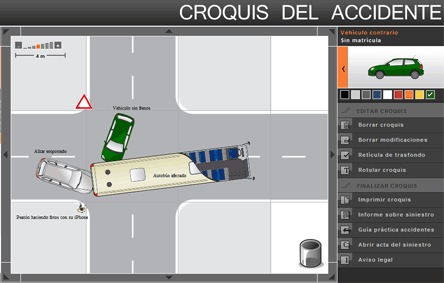 CROQUIS DEL ACCIDENTE
Vehículo contrario
Sin matrícula
4 m
Vehículo sin frenos
Altar empotrado
Autobús afectado
Peatón haciendo fotos con su iPhone
EDITAR CROQUIS
Borrar croquis
Borrar modificaciones
Retícula de trasfondo
Rotular croquis
FINALIZAR CROQUIS
Imprimir croquis
Informe sobre siniestro
Guía práctica accidentes
Abrir acta del siniestro
Aviso legal